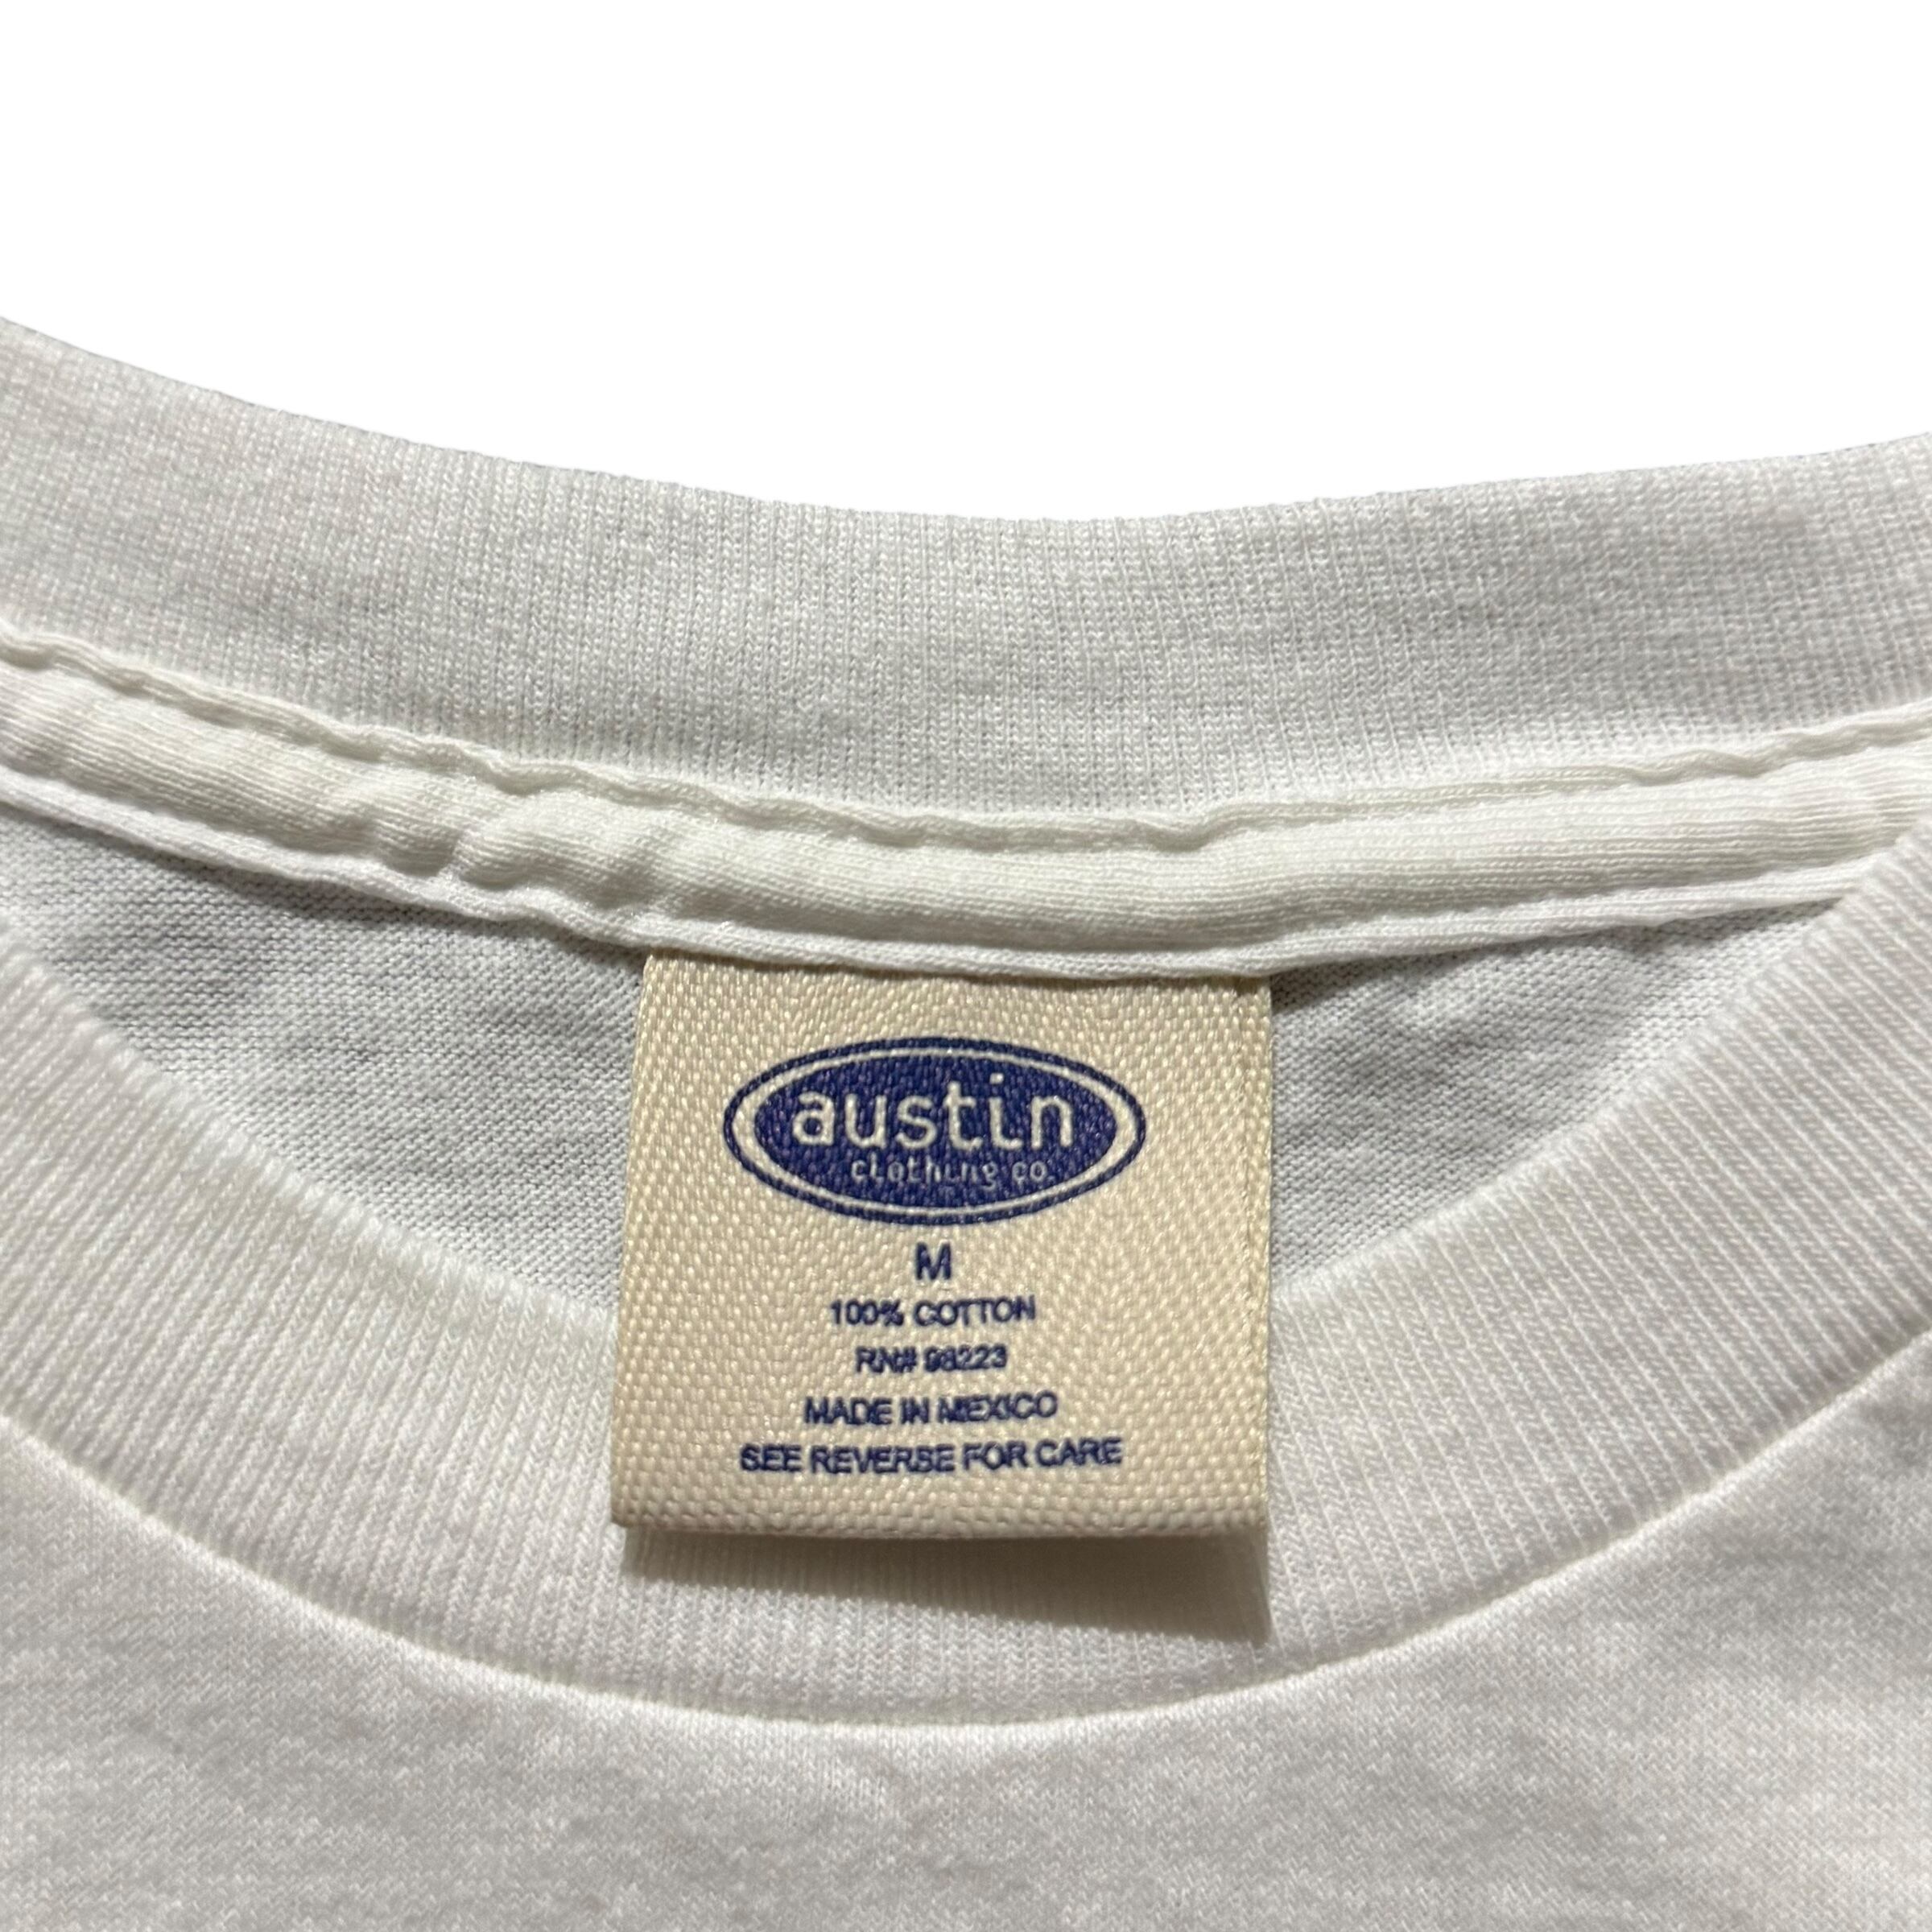 austin
clothing co
M
100% COTTON
RN# 98223
MADE IN MEXICO
SEE REVERSE FOR CARE